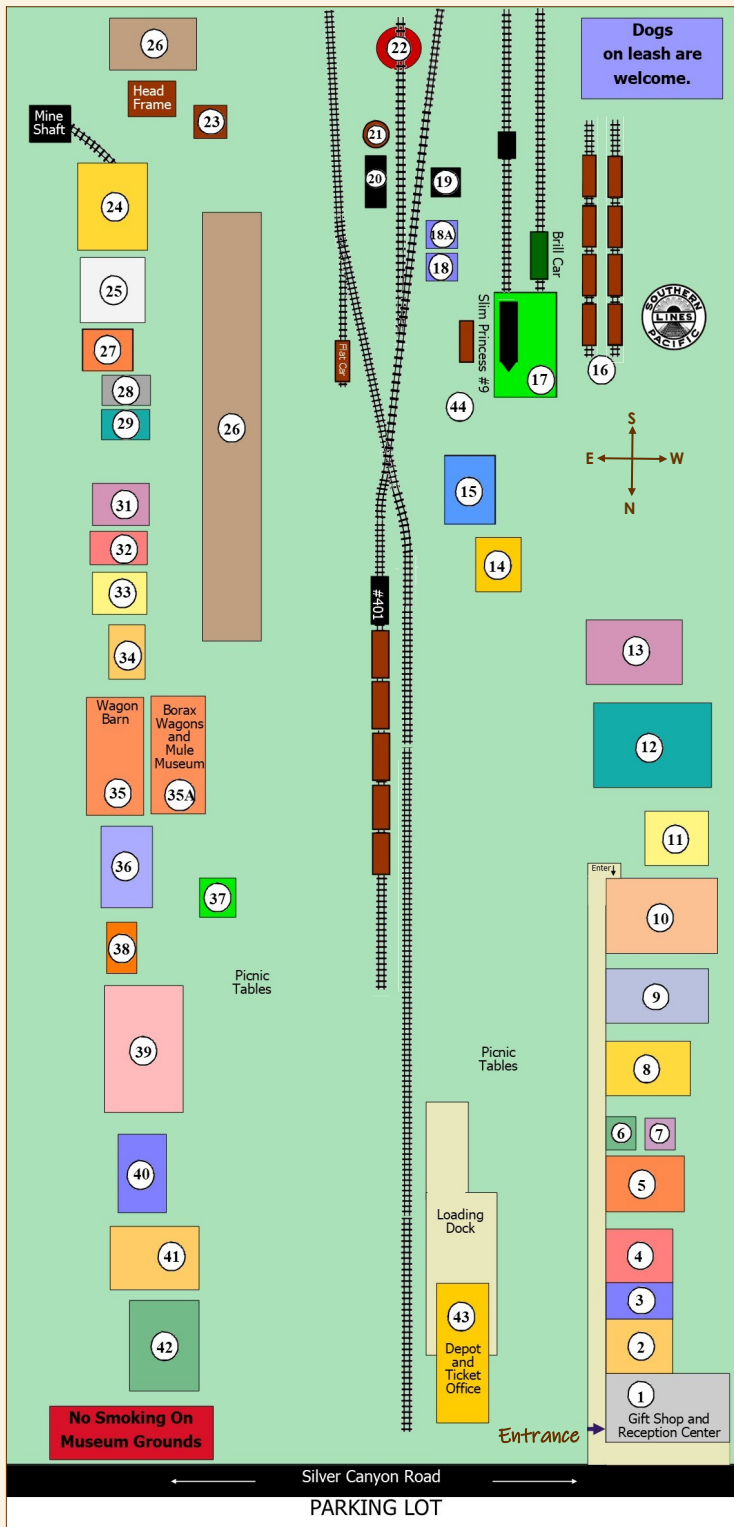 26
22
Dogs
on leash are
welcome.
Head
Frame
Mine
Shaft
23
21
20
19
24
18A
18
Brill Car
25
Slim Princess #9
SOUTHERN
LINES
PACIFIC
27
Flat Car
17
16
28
44
29
26
S
E
W
N
31
15
32
14
33
#401
34
13
Wagon
Barn
35
Borax
Wagons
and
Mule
Museum
35A
12
11
36
Enter
37
10
38
Picnic
Tables
9
39
Picnic
Tables
8
6
7
40
5
Loading
Dock
41
4
3
43
Depot
and
Ticket
Office
42
2
1
Gift Shop and
Reception Center
No Smoking On
Museum Grounds
Entrance
Silver Canyon Road
PARKING LOT